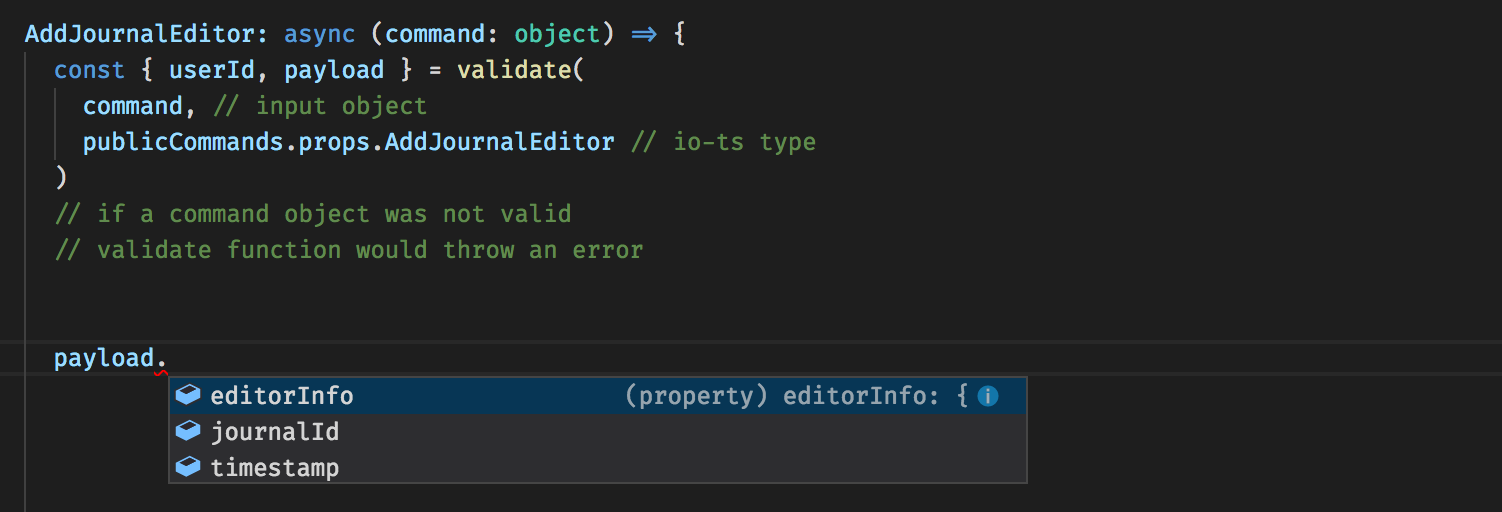 AddJournalEditor: async (command: object) ⇒ {
const { userId, payload } = validate(
command, // input object
publicCommands.props.AddJournalEditor // io-ts type
)
// if a command object was not valid
// validate function would throw an error
payload.
editorInfo (property) editorInfo: {
journalId
timestamp